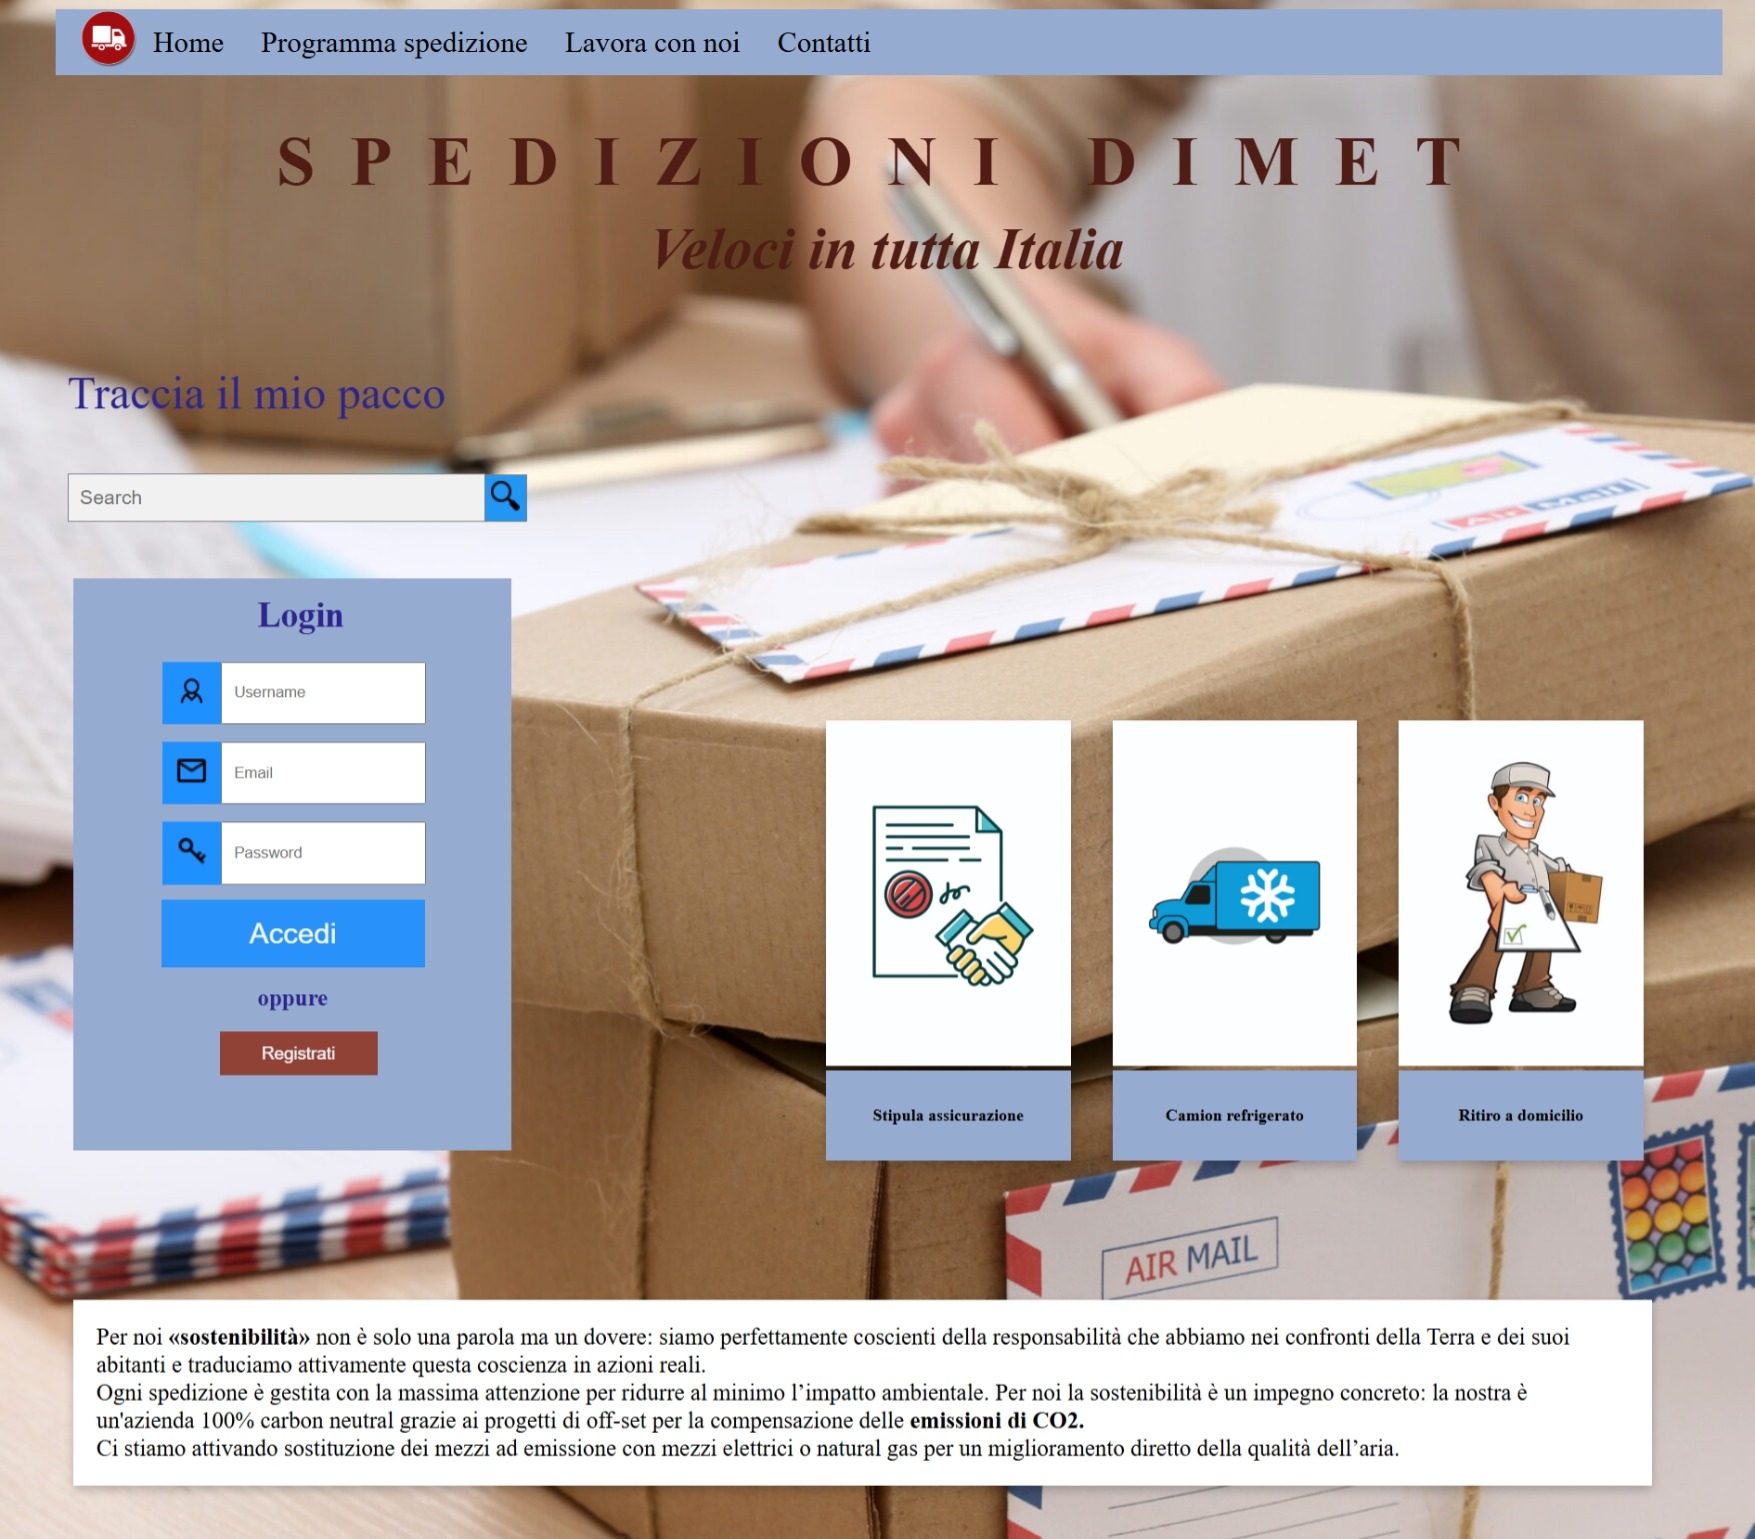 Home Programma spedizione Lavora con noi Contatti
SPEDIZIONI DIMET
Veloci in tutta Italia
Traccia il mio pacco
Search
Login
Username
Email
Password
Accedi
oppure
Registrati
Air Mail
Stipula assicurazione
Camion refrigerato
Ritiro a domicilio
AIR MAIL
Per noi «sostenibilità» non è solo una parola ma un dovere: siamo perfettamente coscienti della responsabilità che abbiamo nei confronti della Terra e dei suoi
abitanti e traduciamo attivamente questa coscienza in azioni reali.
Ogni spedizione è gestita con la massima attenzione per ridurre al minimo l’impatto ambientale. Per noi la sostenibilità è un impegno concreto: la nostra è
un'azienda 100% carbon neutral grazie ai progetti di off-set per la compensazione delle emissioni di CO2.
Ci stiamo attivando sostituzione dei mezzi ad emissione con mezzi elettrici o natural gas per un miglioramento diretto della qualità dell’aria.